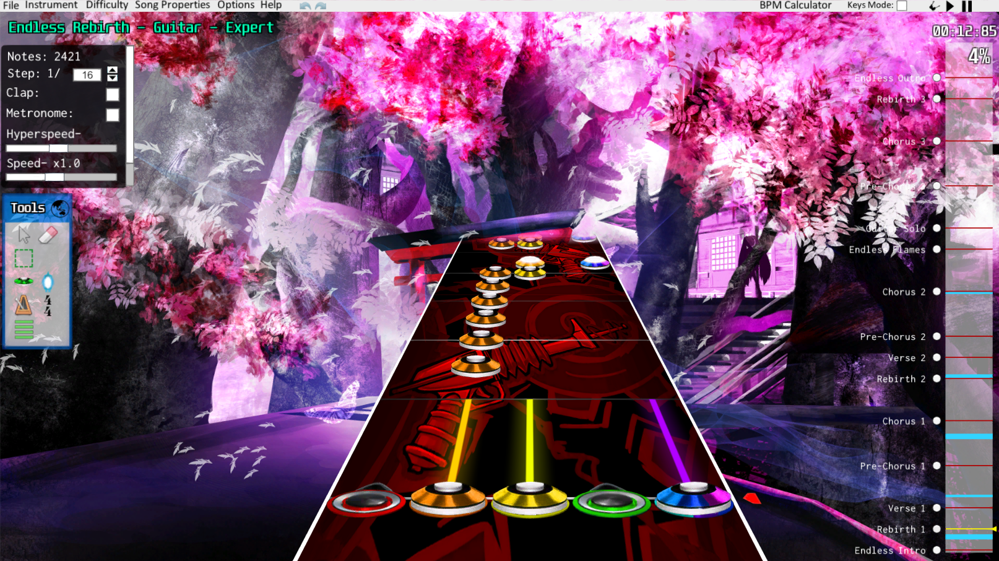 File Instrument Difficulty Song Properties Options Help BPM Calculator Keys Mode:
Endless Rebirth - Guitar - Expert
00:12:85
4%
Notes: 2421
Step: 1/ 16
Clap:
Metronome:
Hyperspeed-
Speed- x1.0
Tools
4
4
Endless Outro
Rebirth 3
Chorus 3
Pre-Chorus 3
Guitar Solo
Endless Flames
Chorus 2
Pre-Chorus 2
Verse 2
Rebirth 2
Chorus 1
Pre-Chorus 1
Verse 1
Rebirth 1
Endless Intro